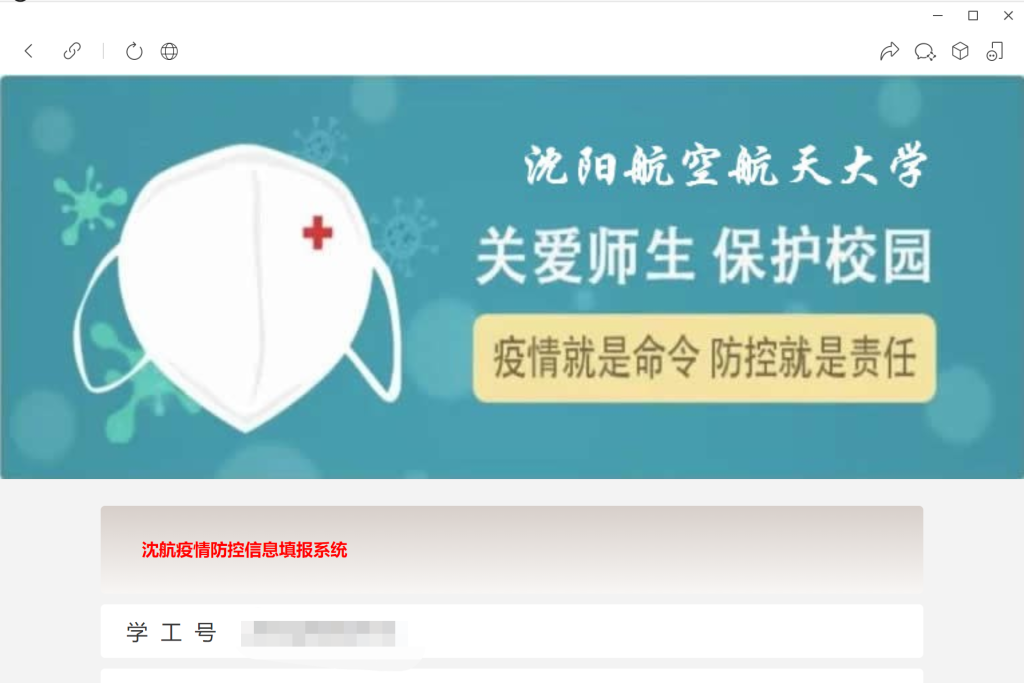 沈阳航空航天大学
关爱师生 保护校园
疫情就是命令 防控就是责任
沈航疫情防控信息填报系统
学 工 号